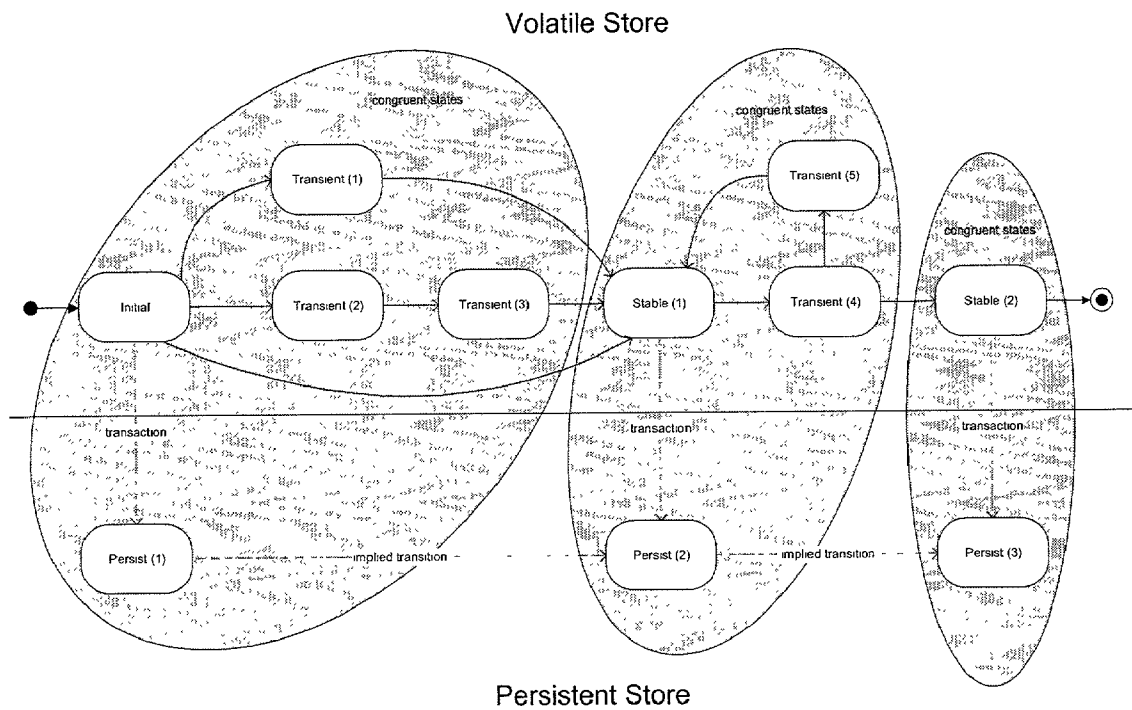 Volatile Store
congruent states
congruent states
Transient (1)
Transient (5)
congruent states
Initial
Transient (2)
Transient (3)
Stable (1)
Transient (4)
Stable (2)
transaction
transaction
transaction
Persist (1)
implied transition
Persist (2)
implied transition
Persist (3)
Persistent Store